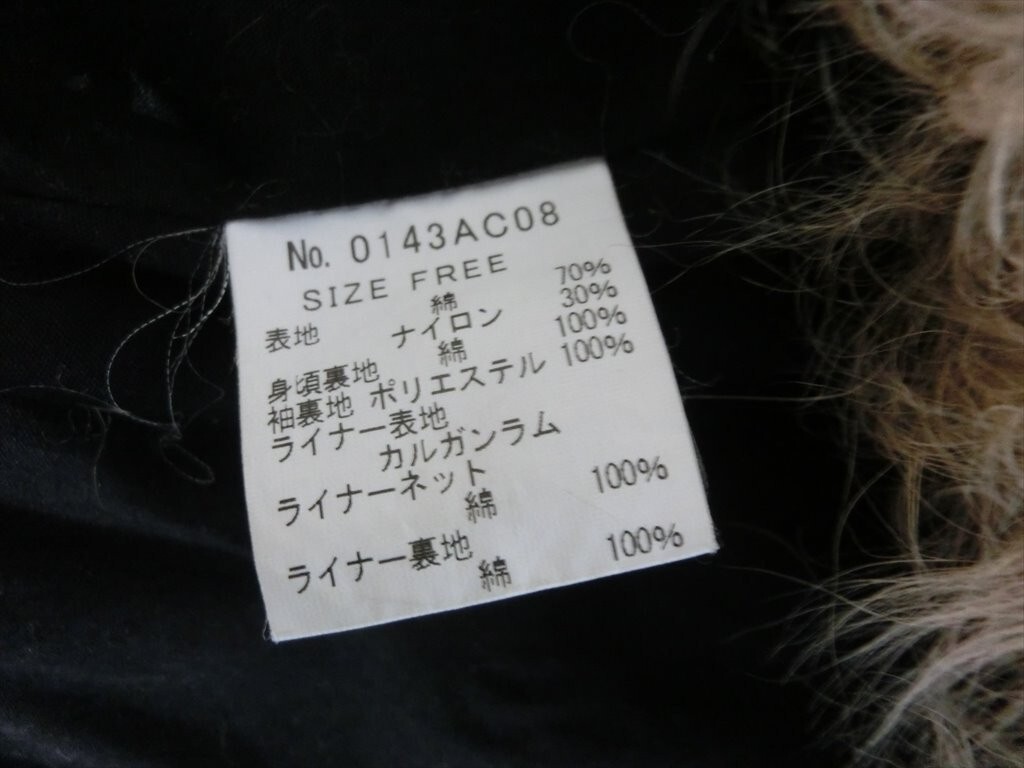 No. 0143AC08
SIZE FREE
表地 綿 70%
ナイロン 30%
身頃裏地 綿 100%
袖裏地 ポリエステル 100%
ライナー表地
カルガンラム
ライナーネット
綿 100%
ライナー裏地
綿 100%